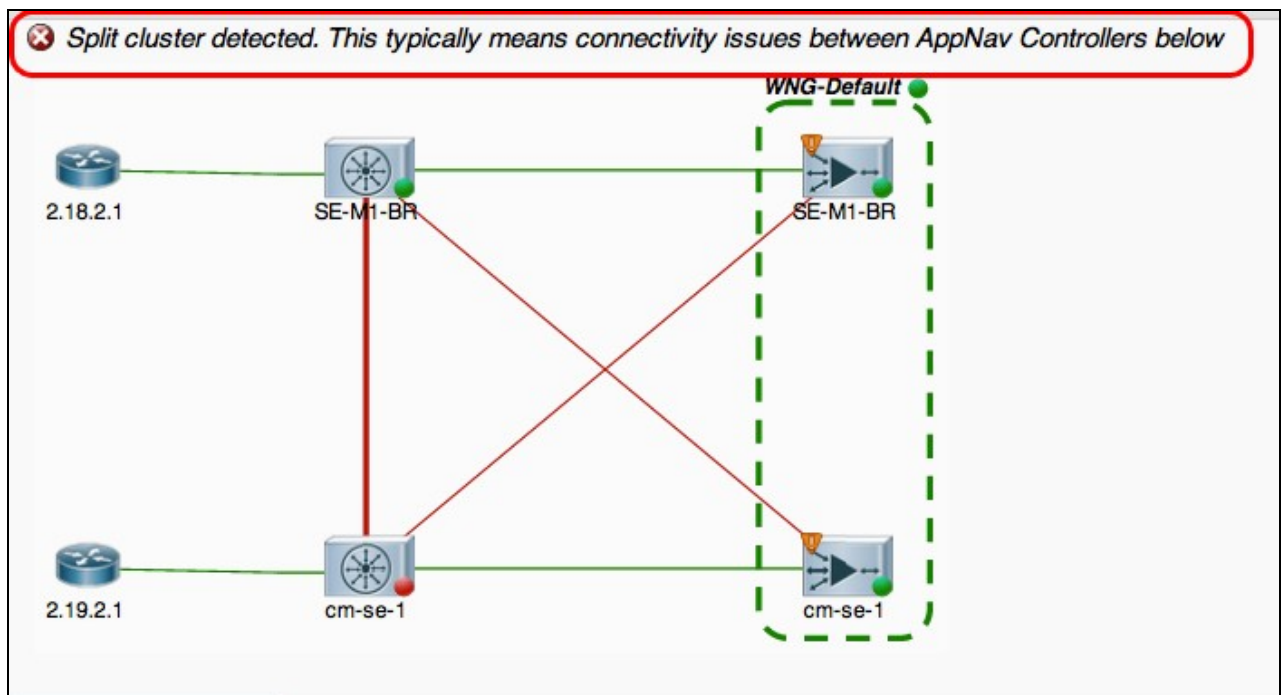 Split cluster detected. This typically means connectivity issues between AppNav Controllers below
WNG-Default
2.18.2.1
SE-M1-BR
SE-M1-BR
2.19.2.1
cm-se-1
cm-se-1